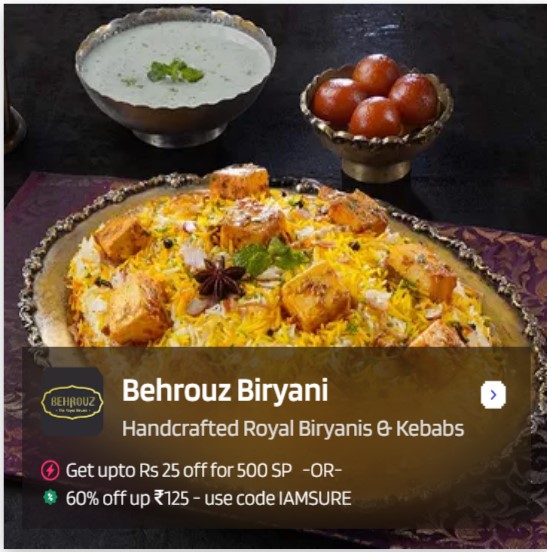 BEHROUZ
Behrouz Biryani
Handcrafted Royal Biryanis & Kebabs
Get upto Rs 25 off for 500 SP -OR-
60% off up ₹125 - use code IAMSURE